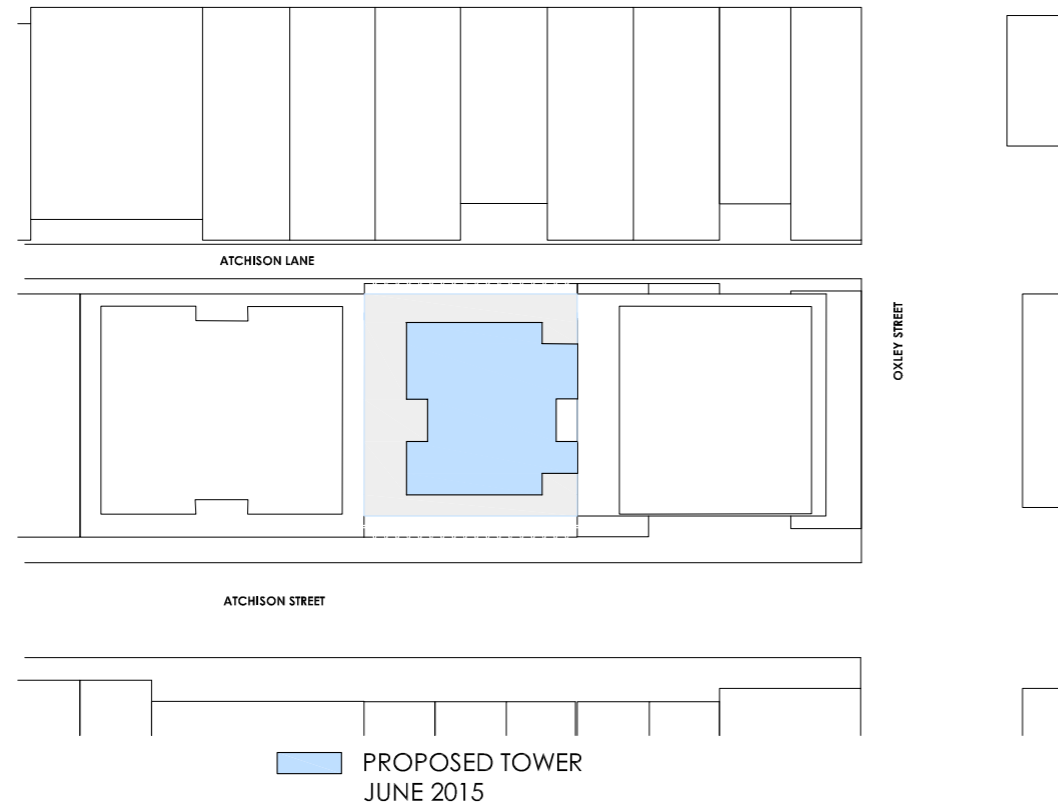 ATCHISON LANE
OXLEY STREET
ATCHISON STREET
PROPOSED TOWER
JUNE 2015